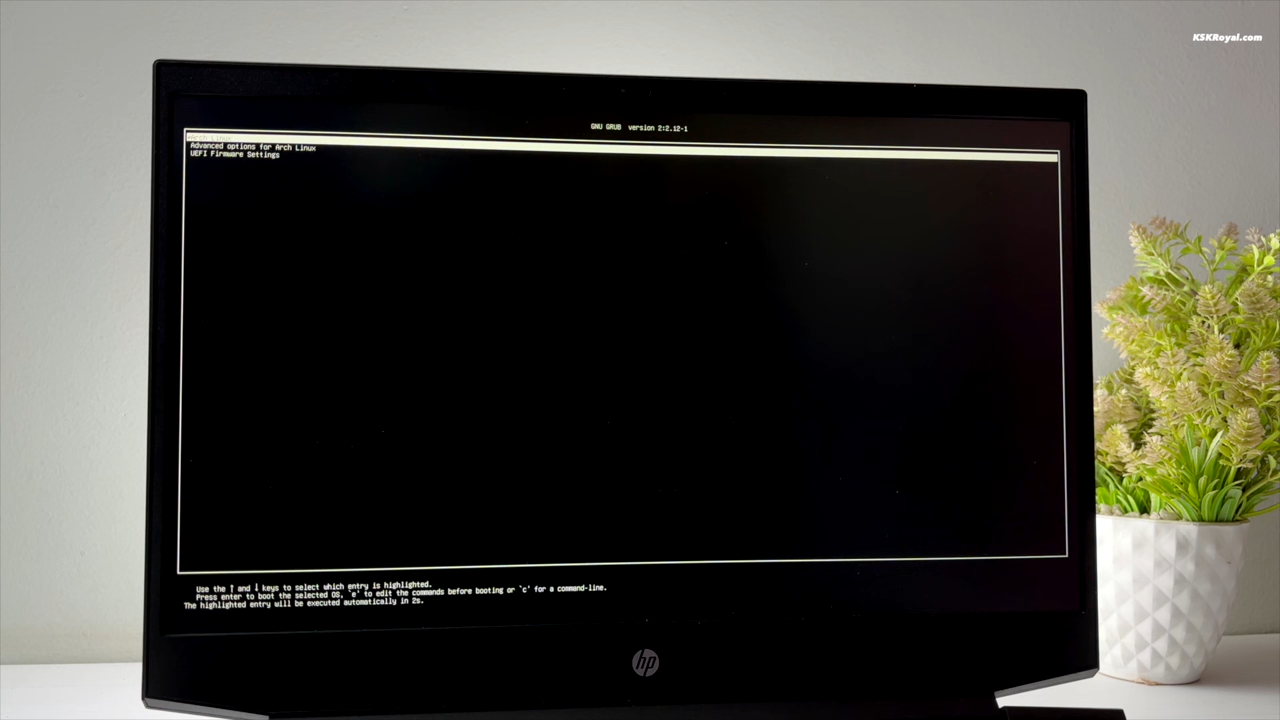 KSKRoyal.com
GNU GRUB version 2:2.12-1
*Arch Linux
Advanced options for Arch Linux
UEFI Firmware Settings
Use the ↑ and ↓ keys to select which entry is highlighted.
Press enter to boot the selected OS, `e' to edit the commands before booting or `c' for a command-line.
The highlighted entry will be executed automatically in 2s.
hp